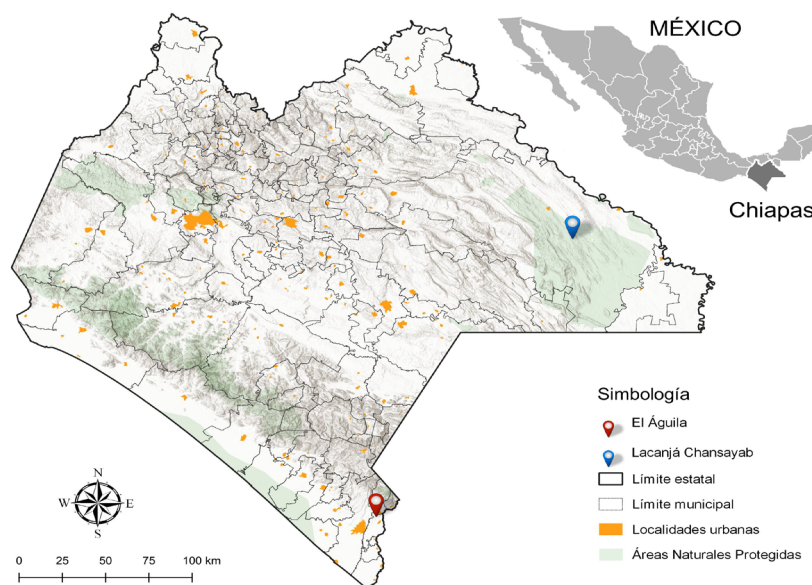 MÉXICO
Chiapas
Simbología
El Águila
Lacanjá Chansayab
Límite estatal
Límite municipal
Localidades urbanas
Áreas Naturales Protegidas
N
W E
S
0 25 50 75 100 km